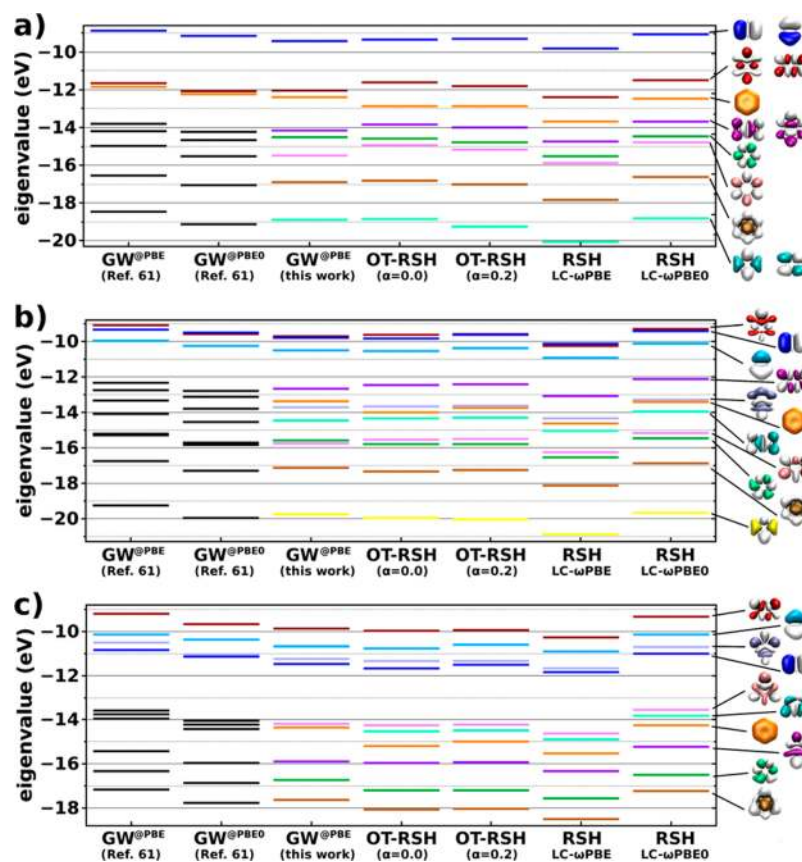 a)
eigenvalue (eV)
−10
−12
−14
−16
−18
−20
GW@PBE GW@PBE0 GW@PBE OT-RSH OT-RSH RSH RSH
(Ref. 61) (Ref. 61) (this work) (α=0.0) (α=0.2) LC-ωPBE LC-ωPBE0
b)
eigenvalue (eV)
−10
−12
−14
−16
−18
−20
GW@PBE GW@PBE0 GW@PBE OT-RSH OT-RSH RSH RSH
(Ref. 61) (Ref. 61) (this work) (α=0.0) (α=0.2) LC-ωPBE LC-ωPBE0
c)
eigenvalue (eV)
−10
−12
−14
−16
−18
GW@PBE GW@PBE0 GW@PBE OT-RSH OT-RSH RSH RSH
(Ref. 61) (Ref. 61) (this work) (α=0.0) (α=0.2) LC-ωPBE LC-ωPBE0